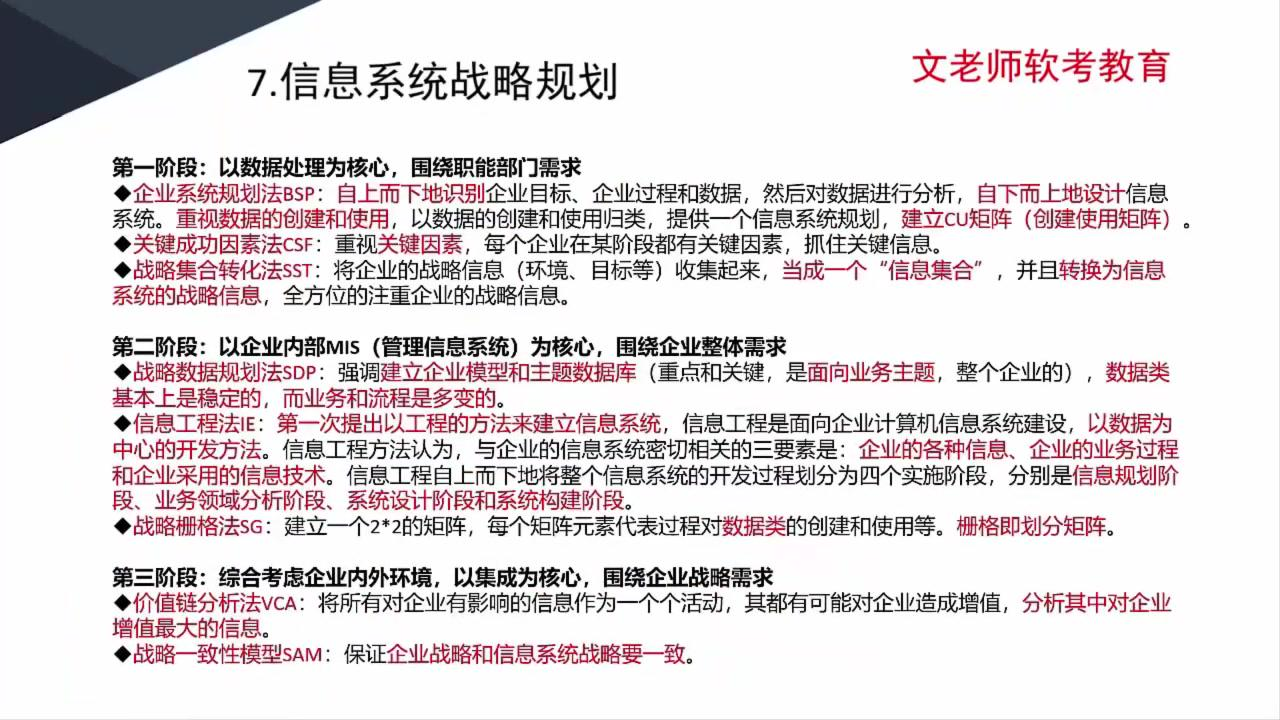 7.信息系统战略规划
文老师软考教育
第一阶段：以数据处理为核心，围绕职能部门需求
◆企业系统规划法BSP：自上而下地识别企业目标、企业过程和数据，然后对数据进行分析，自下而上地设计信息
系统。重视数据的创建和使用，以数据的创建和使用归类，提供一个信息系统规划，建立CU矩阵（创建使用矩阵）。
◆关键成功因素法CSF：重视关键因素，每个企业在某阶段都有关键因素，抓住关键信息。
◆战略集合转化法SST：将企业的战略信息（环境、目标等）收集起来，当成一个“信息集合”，并且转换为信息
系统的战略信息，全方位的注重企业的战略信息。
第二阶段：以企业内部MIS（管理信息系统）为核心，围绕企业整体需求
◆战略数据规划法SDP：强调建立企业模型和主题数据库（重点和关键，是面向业务主题，整个企业的），数据类
基本上是稳定的，而业务和流程是多变的。
◆信息工程法IE：第一次提出以工程的方法来建立信息系统，信息工程是面向企业计算机信息系统建设，以数据为
中心的开发方法。信息工程方法认为，与企业的信息系统密切相关的三要素是：企业的各种信息、企业的业务过程
和企业采用的信息技术。信息工程自上而下地将整个信息系统的开发过程划分为四个实施阶段，分别是信息规划阶
段、业务领域分析阶段、系统设计阶段和系统构建阶段。
◆战略栅格法SG：建立一个2*2的矩阵，每个矩阵元素代表过程对数据类的创建和使用等。栅格即划分矩阵。
第三阶段：综合考虑企业内外环境，以集成为核心，围绕企业战略需求
◆价值链分析法VCA：将所有对企业有影响的信息作为一个个活动，其都有可能对企业造成增值，分析其中对企业
增值最大的信息。
◆战略一致性模型SAM：保证企业战略和信息系统战略要一致。